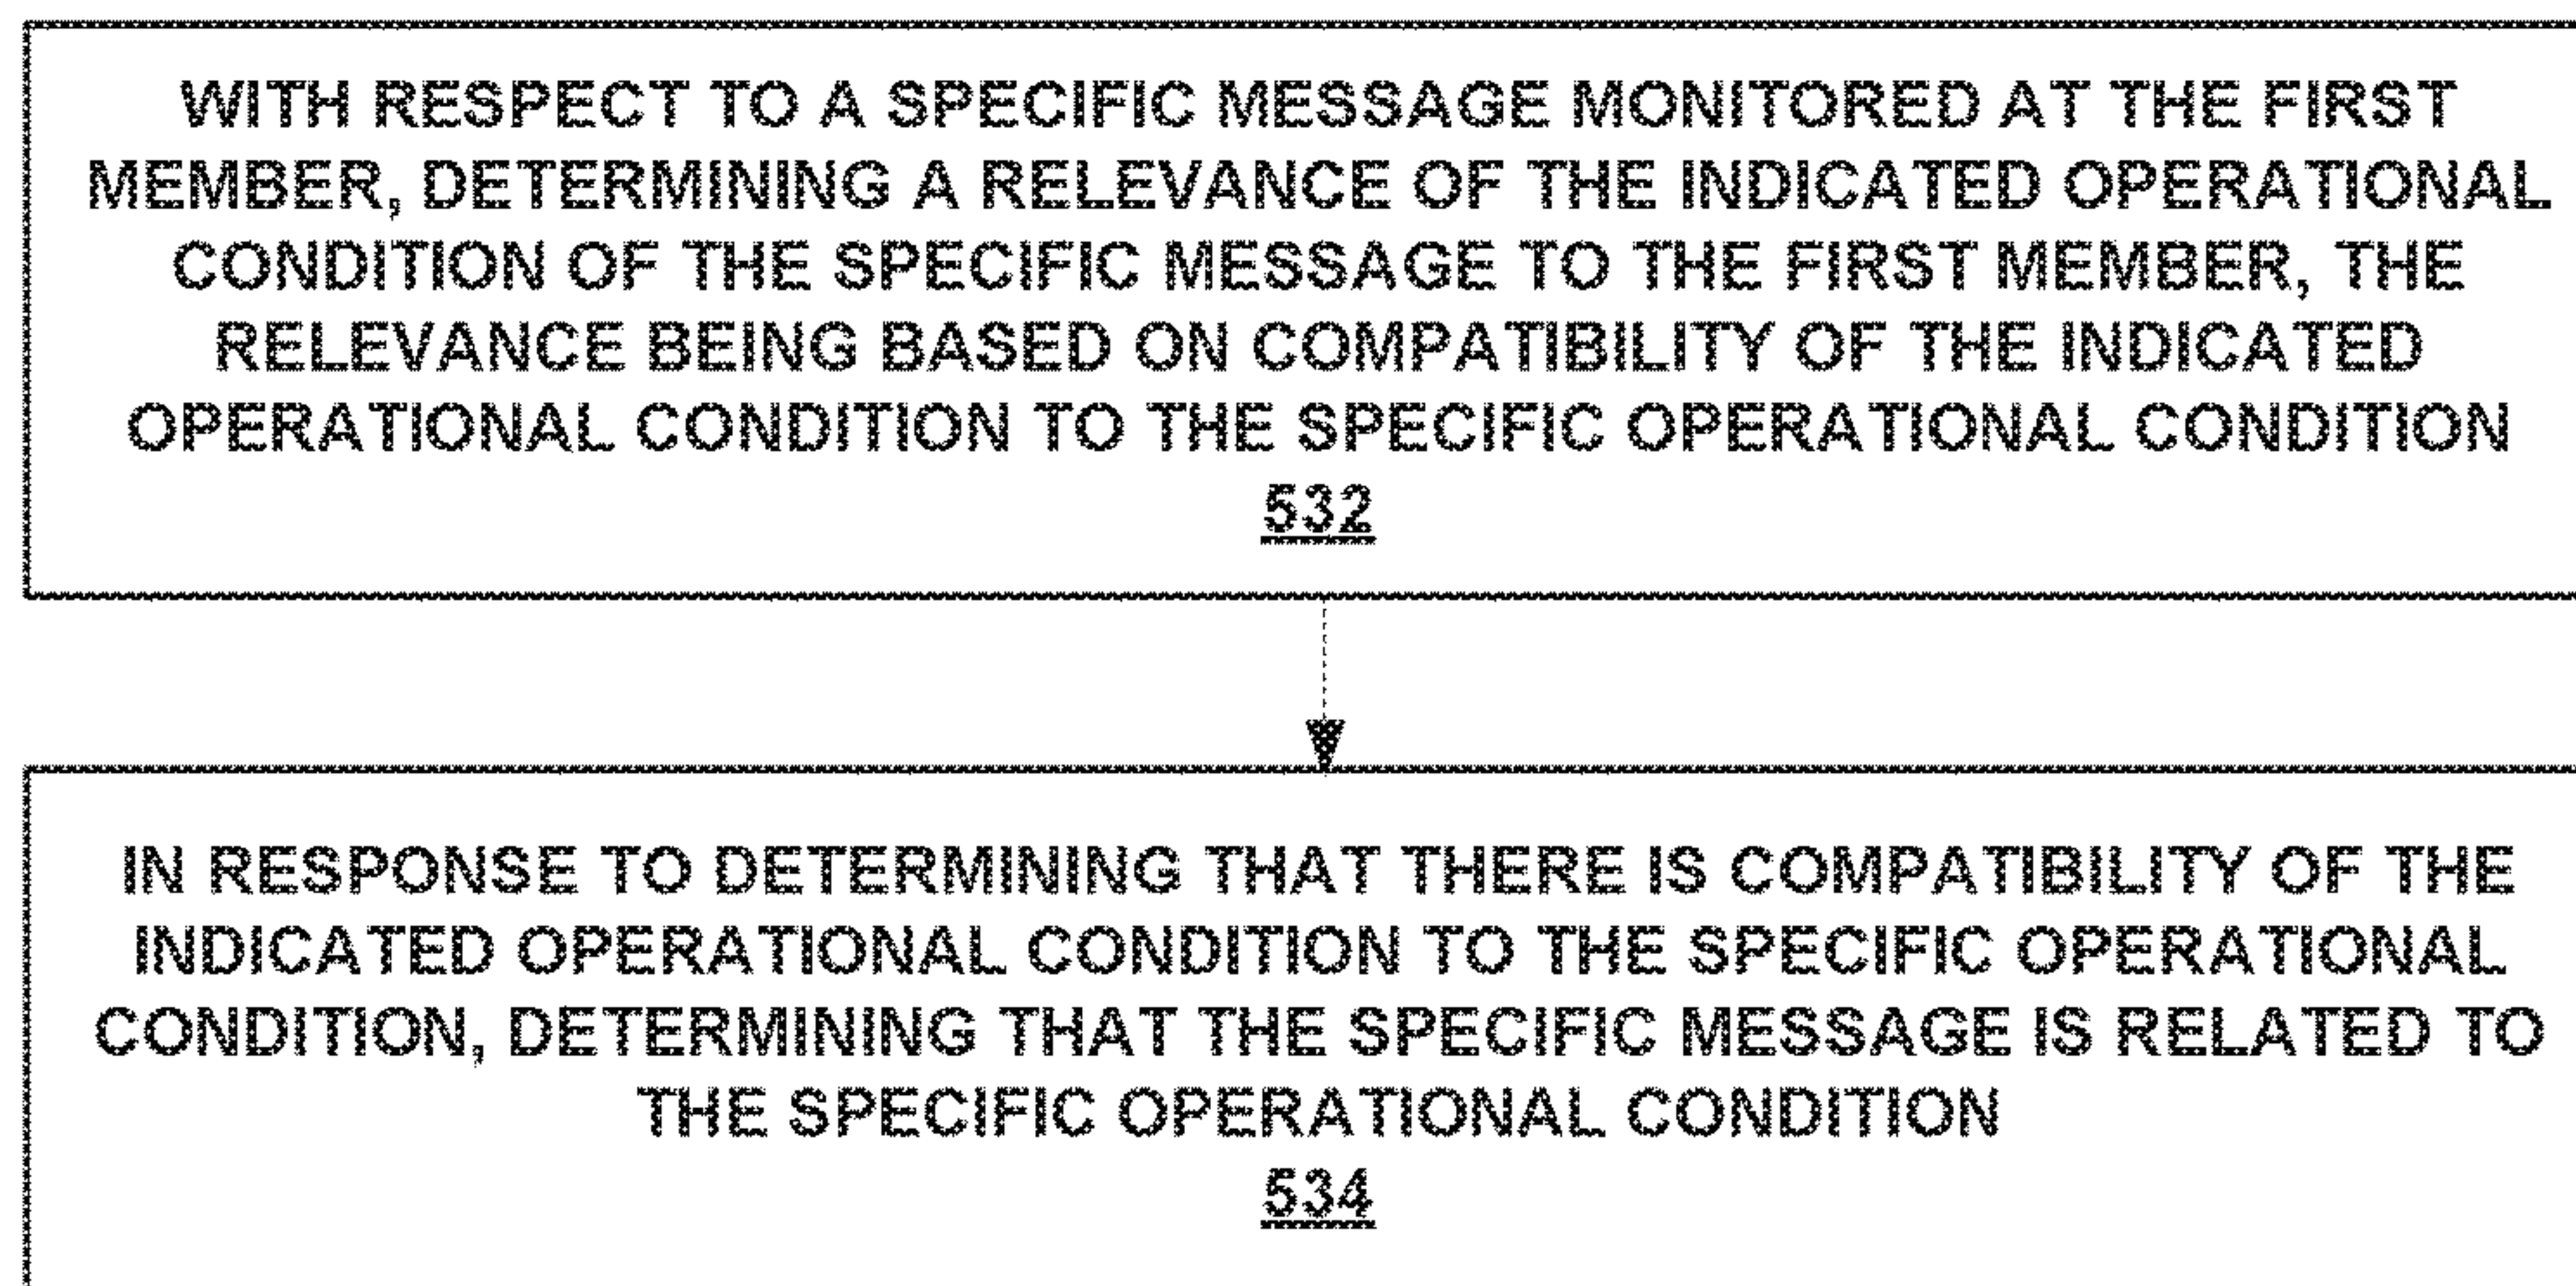 WITH RESPECT TO A SPECIFIC MESSAGE MONITORED AT THE FIRST
MEMBER, DETERMINING A RELEVANCE OF THE INDICATED OPERATIONAL
CONDITION OF THE SPECIFIC MESSAGE TO THE FIRST MEMBER, THE
RELEVANCE BEING BASED ON COMPATIBILITY OF THE INDICATED
OPERATIONAL CONDITION TO THE SPECIFIC OPERATIONAL CONDITION
532
IN RESPONSE TO DETERMINING THAT THERE IS COMPATIBILITY OF THE
INDICATED OPERATIONAL CONDITION TO THE SPECIFIC OPERATIONAL
CONDITION, DETERMINING THAT THE SPECIFIC MESSAGE IS RELATED TO
THE SPECIFIC OPERATIONAL CONDITION
534